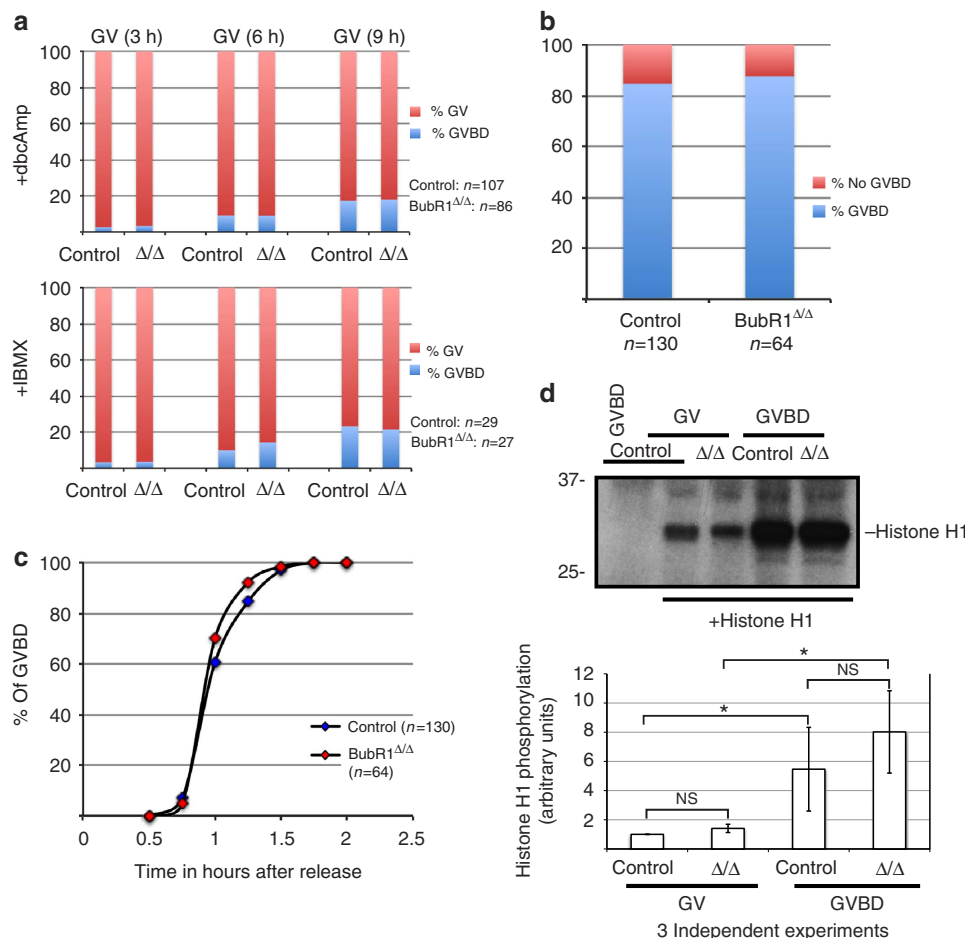 a
GV (3 h) GV (6 h) GV (9 h)
100
80
60
40
20
+dbcAmp
% GV
% GVBD
Control: n=107
BubR1Δ/Δ: n=86
Control Δ/Δ Control Δ/Δ Control Δ/Δ
100
80
60
40
20
+IBMX
% GV
% GVBD
Control: n=29
BubR1Δ/Δ: n=27
Control Δ/Δ Control Δ/Δ Control Δ/Δ
b
100
80
60
40
20
% No GVBD
% GVBD
Control BubR1Δ/Δ
n=130 n=64
c
100
80
60
40
20
% Of GVBD
Control (n=130)
BubR1Δ/Δ
(n=64)
0 0.5 1 1.5 2 2.5
Time in hours after release
d
GVBD GV GVBD
Control Δ/Δ Control Δ/Δ
37-
25-
–Histone H1
+Histone H1
Histone H1 phosphorylation
(arbitrary units)
12
10
8
6
4
2
*
NS
*
NS
Control Δ/Δ Control Δ/Δ
GV GVBD
3 Independent experiments